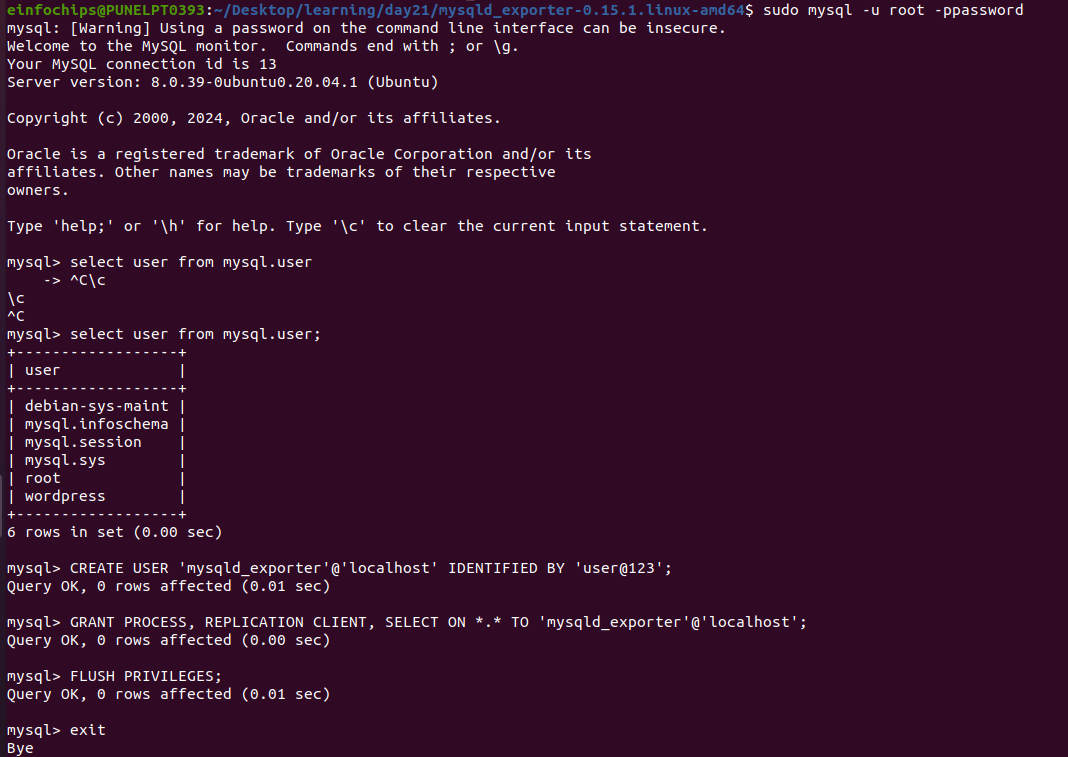 einfochips@PUNELPT0393:~/Desktop/learning/day21/mysqld_exporter-0.15.1.linux-amd64$ sudo mysql -u root -ppassword
mysql: [Warning] Using a password on the command line interface can be insecure.
Welcome to the MySQL monitor.  Commands end with ; or \g.
Your MySQL connection id is 13
Server version: 8.0.39-0ubuntu0.20.04.1 (Ubuntu)

Copyright (c) 2000, 2024, Oracle and/or its affiliates.

Oracle is a registered trademark of Oracle Corporation and/or its
affiliates. Other names may be trademarks of their respective
owners.

Type 'help;' or '\h' for help. Type '\c' to clear the current input statement.

mysql> select user from mysql.user
    -> ^C\c
\c
^C
mysql> select user from mysql.user;
+------------------+
| user             |
+------------------+
| debian-sys-maint |
| mysql.infoschema |
| mysql.session    |
| mysql.sys        |
| root             |
| wordpress        |
+------------------+
6 rows in set (0.00 sec)

mysql> CREATE USER 'mysqld_exporter'@'localhost' IDENTIFIED BY 'user@123';
Query OK, 0 rows affected (0.01 sec)

mysql> GRANT PROCESS, REPLICATION CLIENT, SELECT ON *.* TO 'mysqld_exporter'@'localhost';
Query OK, 0 rows affected (0.00 sec)

mysql> FLUSH PRIVILEGES;
Query OK, 0 rows affected (0.01 sec)

mysql> exit
Bye